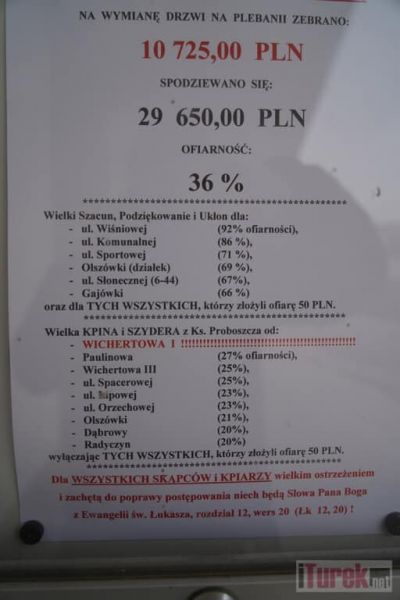 NA WYMIANĘ DRZWI NA PLEBANII ZEBRANO:
10 725,00 PLN
SPODZIEWANO SIĘ:
29 650,00 PLN
OFIARNOŚĆ:
36 %
************************************************
Wielki Szacun, Podziękowanie i Ukłon dla:
- ul. Wiśniowej (92% ofiarności),
- ul. Komunalnej (86 %),
- ul. Sportowej (71 %),
- Olszówki (działek) (69 %),
- ul. Słonecznej (6-44) (67%),
- Gajówki (66 %)
oraz dla TYCH WSZYSTKICH, którzy złożyli ofiarę 50 PLN.
************************************************
Wielka KPINA i SZYDERA z Ks. Proboszcza od:
- WICHERTOWA I !!!!!!!!!!!!!!!!!!!!!!!!!!!!!!!!!!!!!!!!!!!!!!!!
- Paulinowa (27% ofiarności),
- Wichertowa III (25%),
- ul. Spacerowej (25%),
- ul. Lipowej (23%),
- ul. Orzechowej (23%)
- Olszówki (21%)
- Dąbrowy (20%)
- Radyczyn (20%)
wyłączając TYCH WSZYSTKICH, którzy złożyli ofiarę 50 PLN.
************************************************
Dla WSZYSTKICH SKĄPCÓW i KPIARZY wielkim ostrzeżeniem
i zachętą do poprawy postępowania niech będą Słowa Pana Boga
z Ewangelii św. Łukasza, rozdział 12, wers 20 (Łk 12, 20) !
iTurek.net